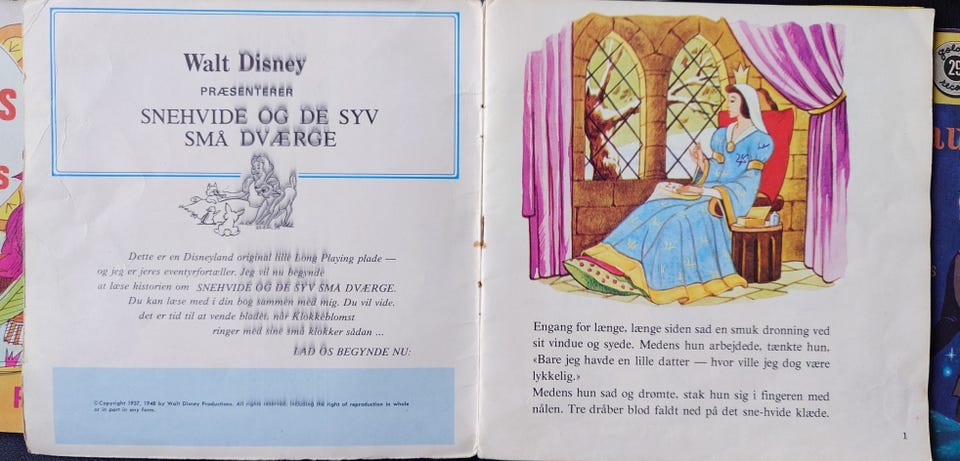 Walt Disney
PRÆSENTERER
SNEHVIDE OG DE SYV
SMÅ DVÆRGE
Dette er en Disneyland original lille Long Playing plade —
og jeg er jeres eventyrfortæller. Jeg vil nu begynde
at læse historien om SNEHVIDE OG DE SYV SMÅ DVÆRGE.
Du kan læse med i din bog sammen med mig. Du vil vide,
det er tid til at vende bladet, når Klokkeblomst
ringer med sine små klokker sådan ...
LAD OS BEGYNDE NU:
©Copyright 1937, 1948 by Walt Disney Productions. All rights reserved, including the right of reproduction in whole
or in part in any form.
Engang for længe, længe siden sad en smuk dronning ved
sit vindue og syede. Medens hun arbejdede, tænkte hun,
«Bare jeg havde en lille datter — hvor ville jeg dog være
lykkelig.»
Medens hun sad og drømte, stak hun sig i fingeren med
nålen. Tre dråber blod faldt ned på det sne-hvide klæde.
1